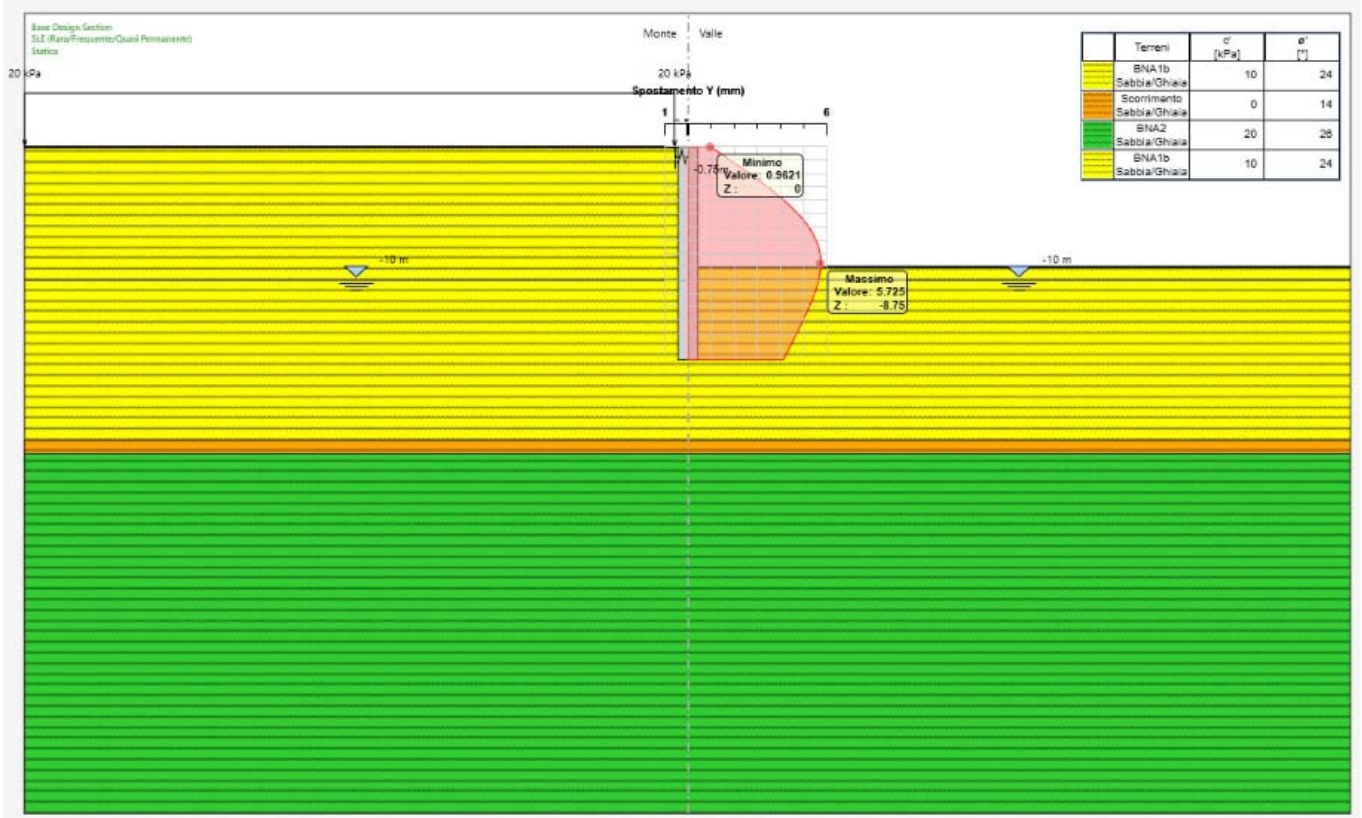 Base Design Section
SLE (Rara/Frequente/Quasi Permanente)
Statica
Monte
Valle
20 kPa
20 kPa
Spostamento Y (mm)
1
6
-0.75m
Minimo
Valore: 0.9621
Z : 0
-10 m
-10 m
Massimo
Valore: 5.725
Z : -8.75
Terreni c' ø'
[kPa] [°]
BNA1b
Sabbia/Ghiaia 10 24
Scorrimento
Sabbia/Ghiaia 0 14
BNA2
Sabbia/Ghiaia 20 26
BNA1b
Sabbia/Ghiaia 10 24